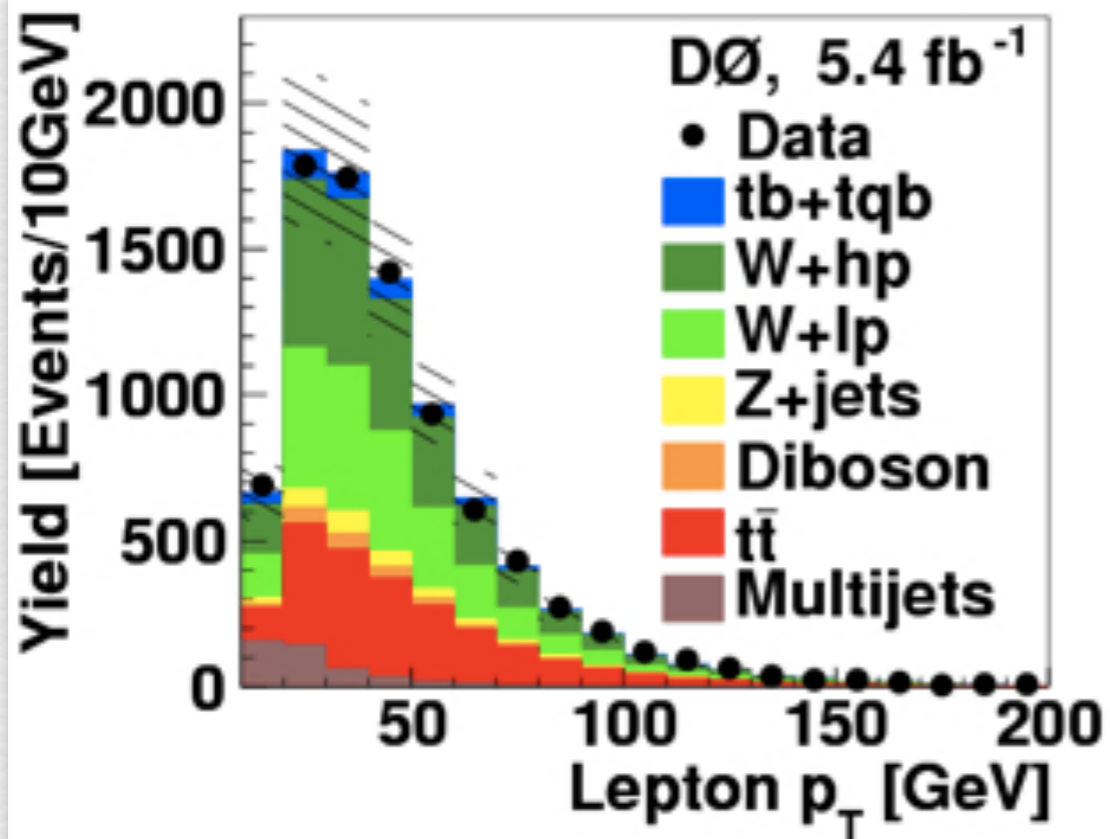 Yield [Events/10GeV]
2000
1500
1000
500
0
DØ, 5.4 fb⁻¹
Data
tb+tqb
W+hp
W+lp
Z+jets
Diboson
tt̄
Multijets
50 100 150 200
Lepton p_T [GeV]